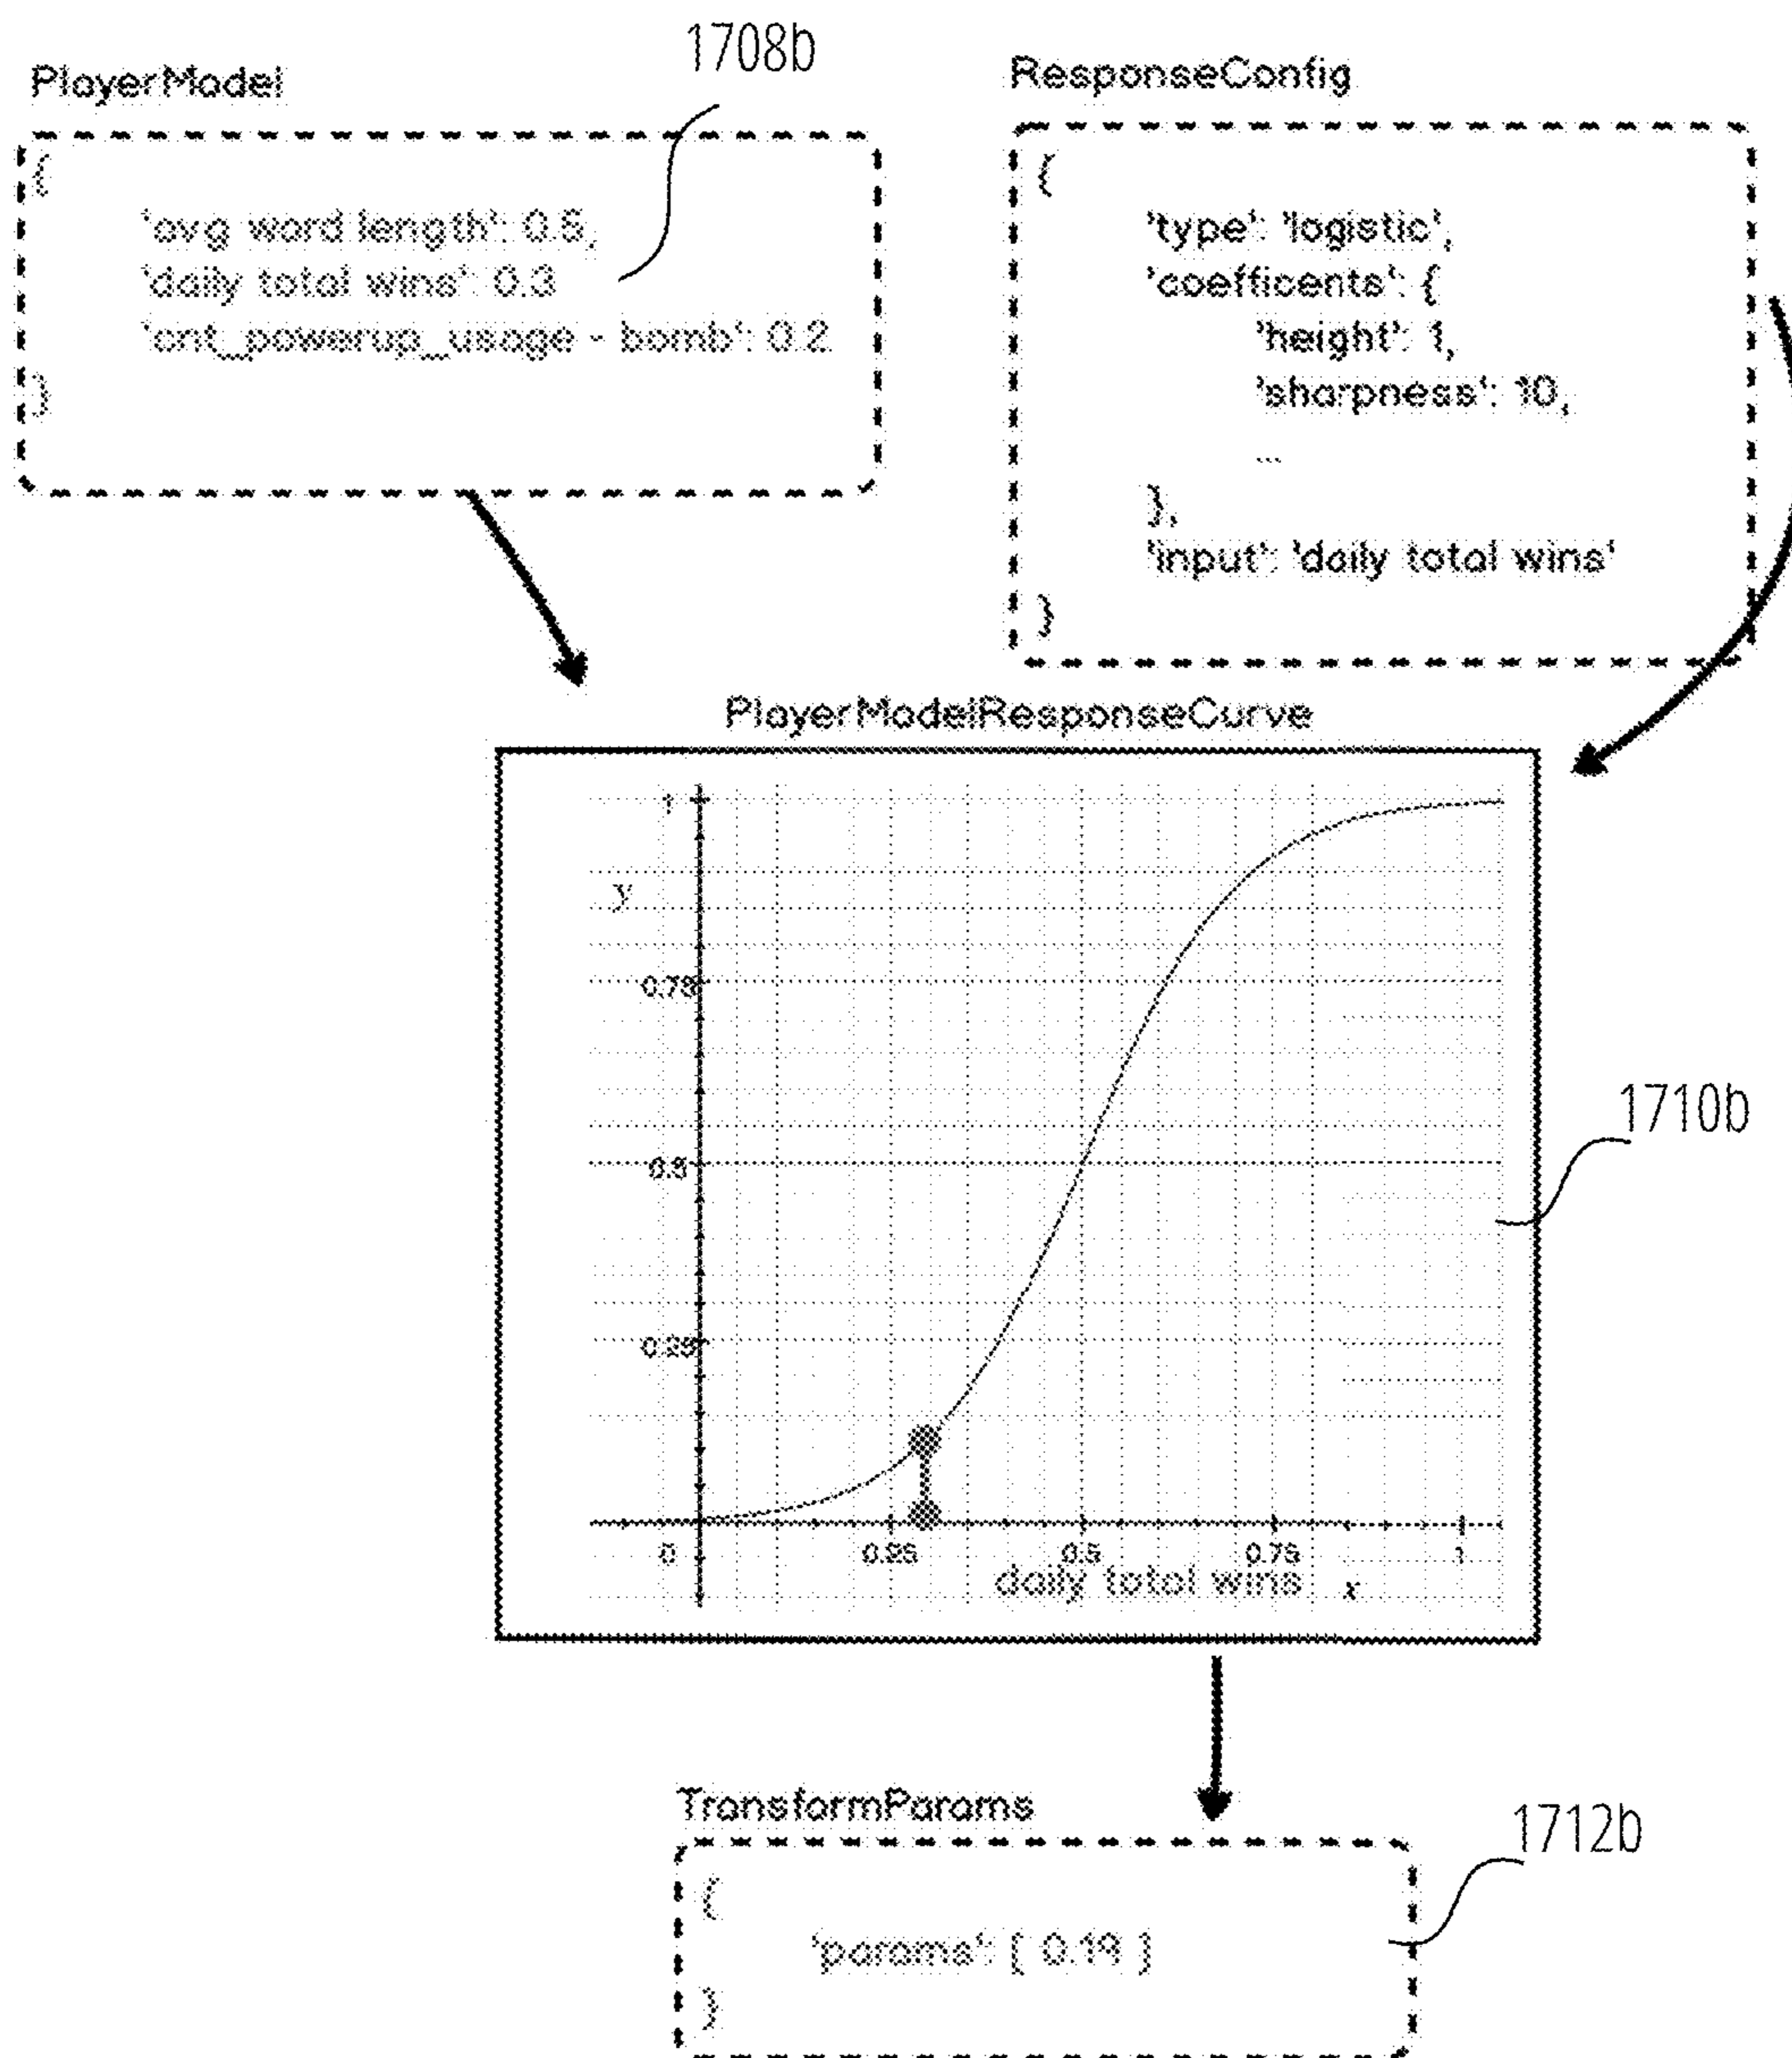 1708b
PlayerModel
{
'avg word length': 0.5,
'daily total wins': 0.3
'cnt_powerup_usage - bomb': 0.2
}
ResponseConfig
{
'type': 'logistic',
'coefficents': {
'height': 1,
'sharpness': 10,
...
},
'input': 'daily total wins'
}
PlayerModelResponseCurve
1
y
0.75
0.5
0.25
0 0.25 0.5 0.75 1
daily total wins x
1710b
TransformParams
1712b
{
'params': [ 0.19 ]
}